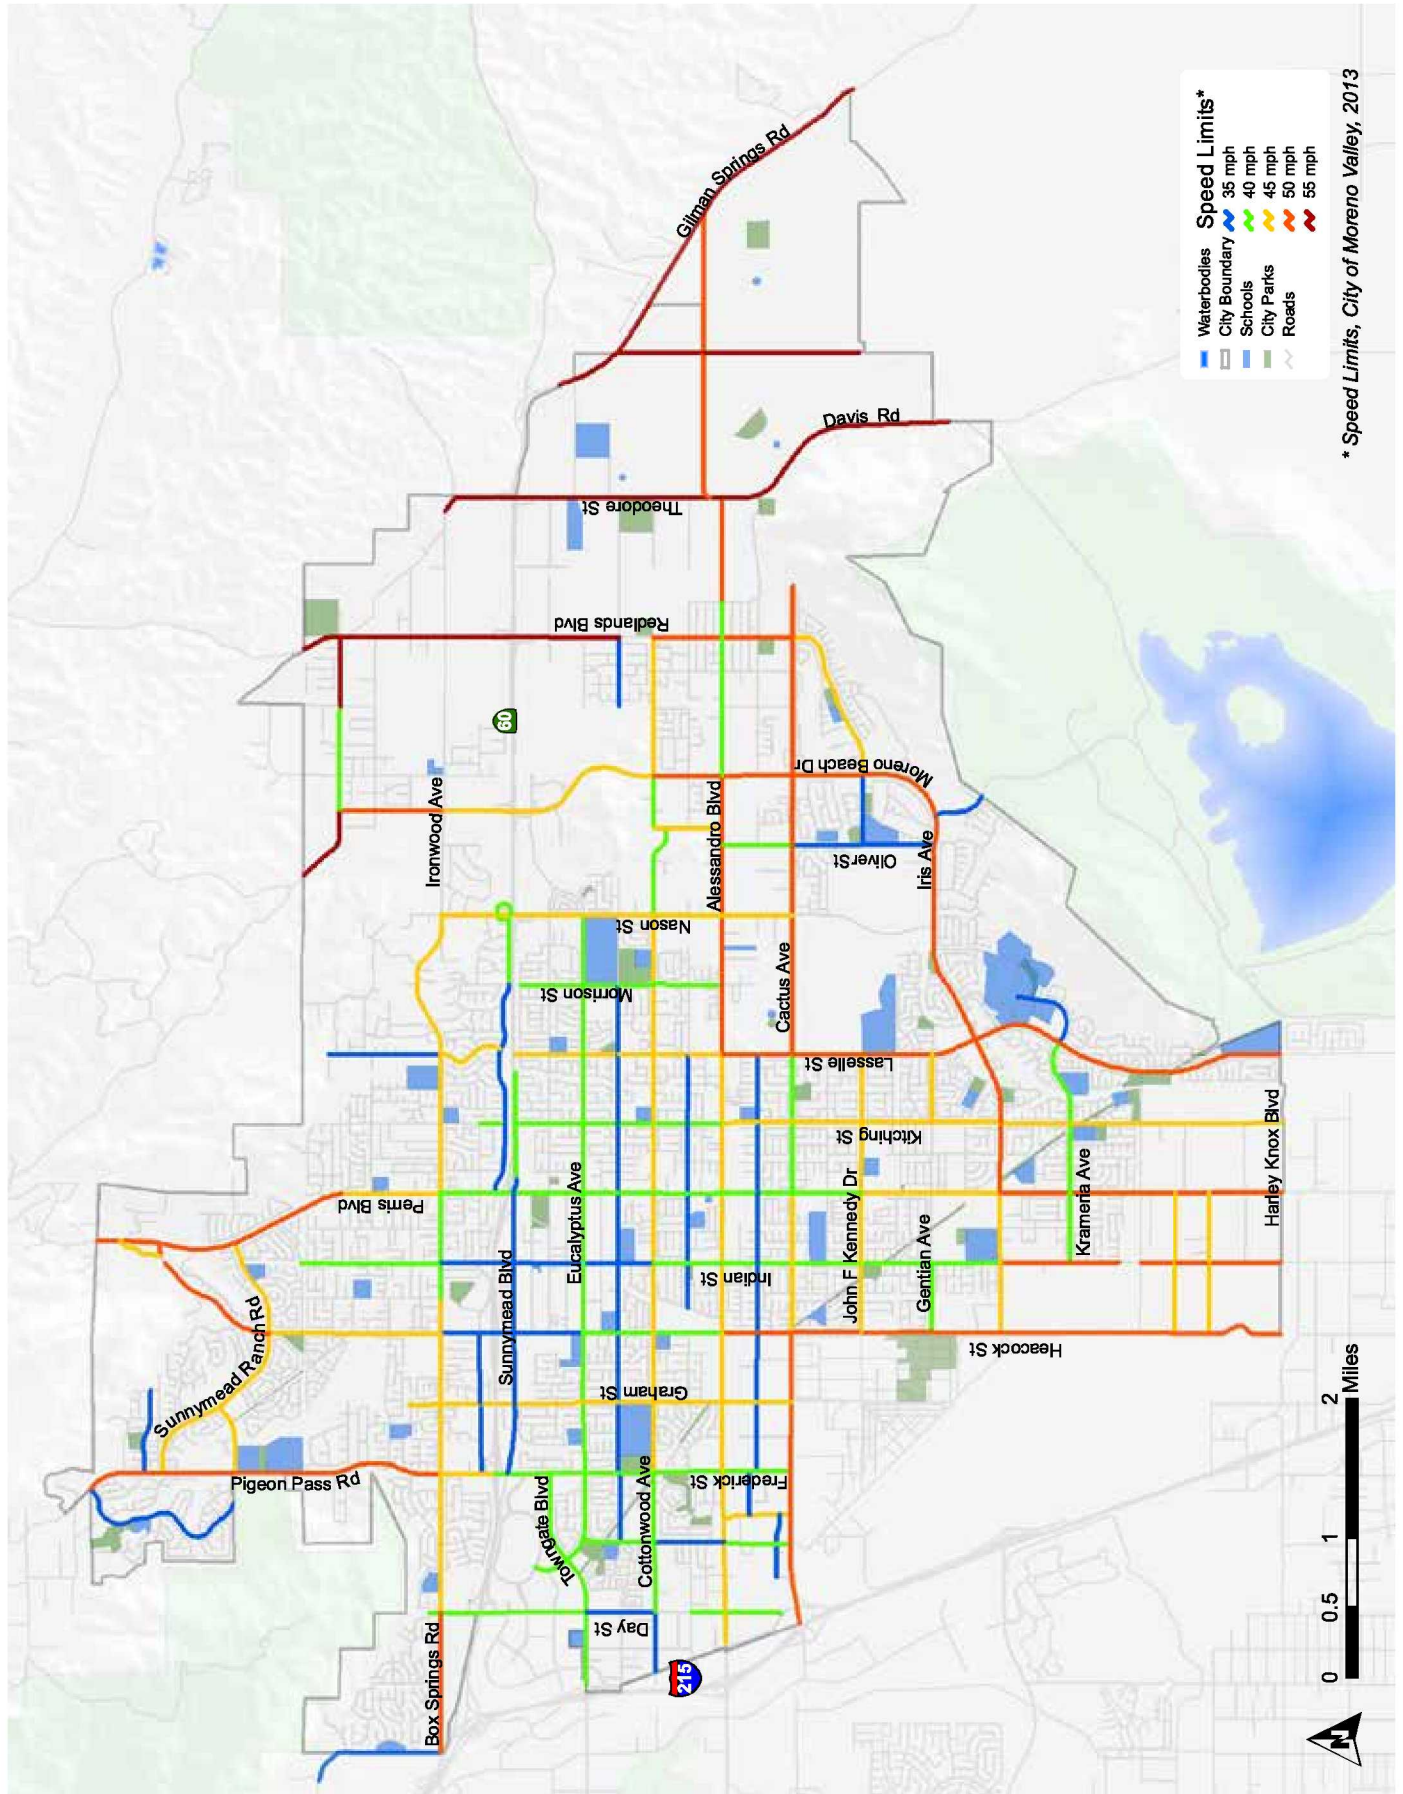 Gilman Springs Rd
Davis Rd
Theodore St
Redlands Blvd
60
Moreno Beach Dr
Ironwood Ave
Alessandro Blvd
Oliver St
Iris Ave
Nason St
Morrison St
Cactus Ave
Lasselle St
Kitching St
Perris Blvd
Eucalyptus Ave
John F Kennedy Dr
Krameria Ave
Harley Knox Blvd
Gentian Ave
Indian St
Sunnymead Blvd
Sunnymead Ranch Rd
Heacock St
Graham St
Pigeon Pass Rd
Frederick St
Towngate Blvd
Cottonwood Ave
Day St
Box Springs Rd
215
Waterbodies
City Boundary
Schools
City Parks
Roads
Speed Limits*
35 mph
40 mph
45 mph
50 mph
55 mph
* Speed Limits, City of Moreno Valley, 2013
0 0.5 1 2
Miles
N